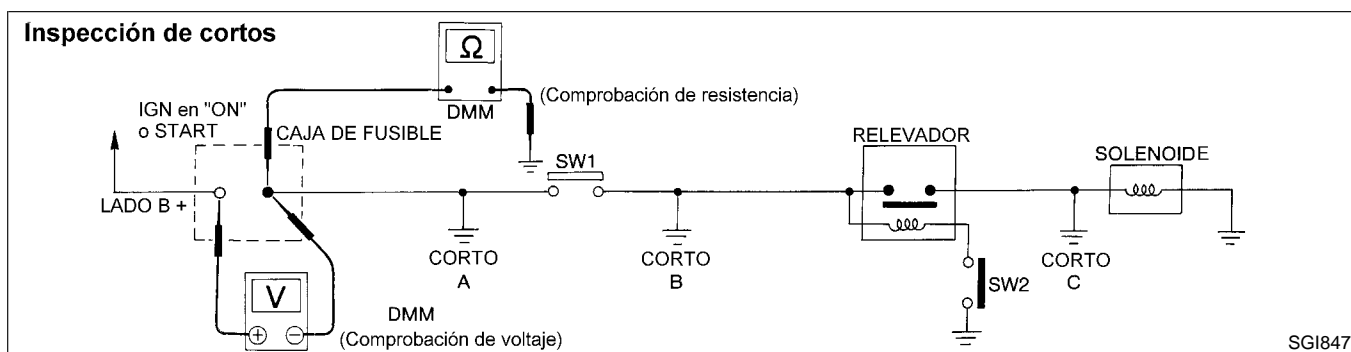 Inspección de cortos
Ω
DMM
(Comprobación de resistencia)
IGN en "ON"
o START
CAJA DE FUSIBLE
LADO B +
SW1
RELEVADOR
SOLENOIDE
CORTO
A
CORTO
B
SW2
CORTO
C
V
+ −
DMM
(Comprobación de voltaje)
SGI847